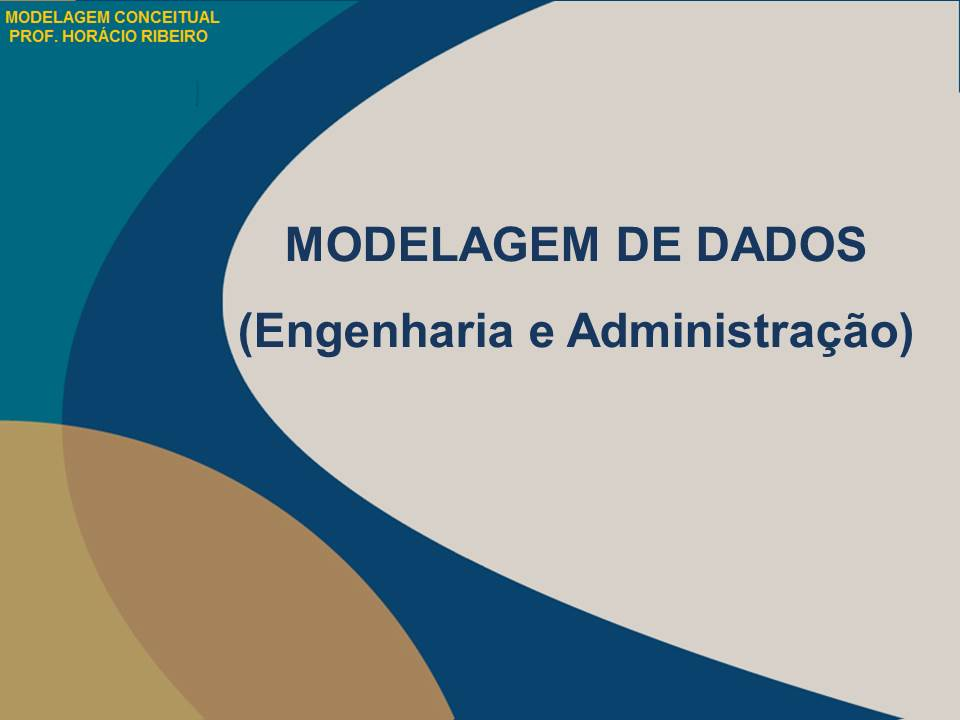 MODELAGEM CONCEITUAL
PROF. HORÁCIO RIBEIRO
MODELAGEM DE DADOS
(Engenharia e Administração)